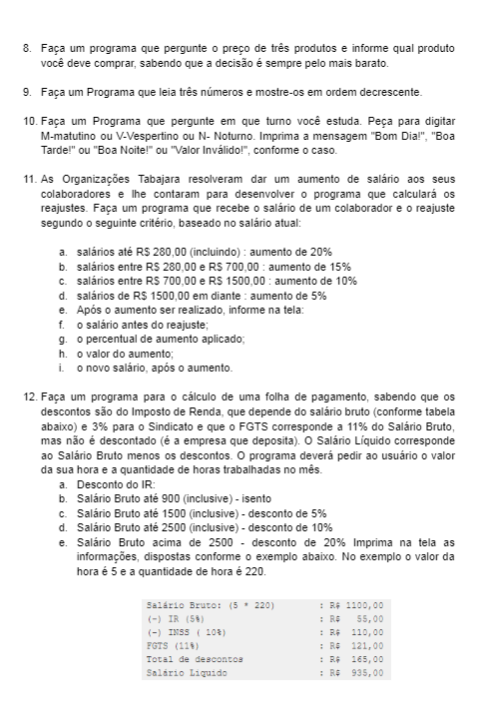 8. Faça um programa que pergunte o preço de três produtos e informe qual produto
você deve comprar, sabendo que a decisão é sempre pelo mais barato.
9. Faça um Programa que leia três números e mostre-os em ordem decrescente.
10. Faça um Programa que pergunte em que turno você estuda. Peça para digitar
M-matutino ou V-Vespertino ou N- Noturno. Imprima a mensagem "Bom Dia!", "Boa
Tarde!" ou "Boa Noite!" ou "Valor Inválido!", conforme o caso.
11. As Organizações Tabajara resolveram dar um aumento de salário aos seus
colaboradores e lhe contaram para desenvolver o programa que calculará os
reajustes. Faça um programa que recebe o salário de um colaborador e o reajuste
segundo o seguinte critério, baseado no salário atual:
a. salários até R$ 280,00 (incluindo) : aumento de 20%
b. salários entre R$ 280,00 e R$ 700,00 : aumento de 15%
c. salários entre R$ 700,00 e R$ 1500,00 : aumento de 10%
d. salários de R$ 1500,00 em diante : aumento de 5%
e. Após o aumento ser realizado, informe na tela:
f. o salário antes do reajuste;
g. o percentual de aumento aplicado;
h. o valor do aumento;
i. o novo salário, após o aumento.
12. Faça um programa para o cálculo de uma folha de pagamento, sabendo que os
descontos são do Imposto de Renda, que depende do salário bruto (conforme tabela
abaixo) e 3% para o Sindicato e que o FGTS corresponde a 11% do Salário Bruto,
mas não é descontado (é a empresa que deposita). O Salário Líquido corresponde
ao Salário Bruto menos os descontos. O programa deverá pedir ao usuário o valor
da sua hora e a quantidade de horas trabalhadas no mês.
a. Desconto do IR:
b. Salário Bruto até 900 (inclusive) - isento
c. Salário Bruto até 1500 (inclusive) - desconto de 5%
d. Salário Bruto até 2500 (inclusive) - desconto de 10%
e. Salário Bruto acima de 2500 - desconto de 20% Imprima na tela as
informações, dispostas conforme o exemplo abaixo. No exemplo o valor da
hora é 5 e a quantidade de hora é 220.
Salário Bruto: (5 * 220) : R$ 1100,00
(-) IR (5%) : R$ 55,00
(-) INSS ( 10%) : R$ 110,00
FGTS (11%) : R$ 121,00
Total de descontos : R$ 165,00
Salário Liquido : R$ 935,00